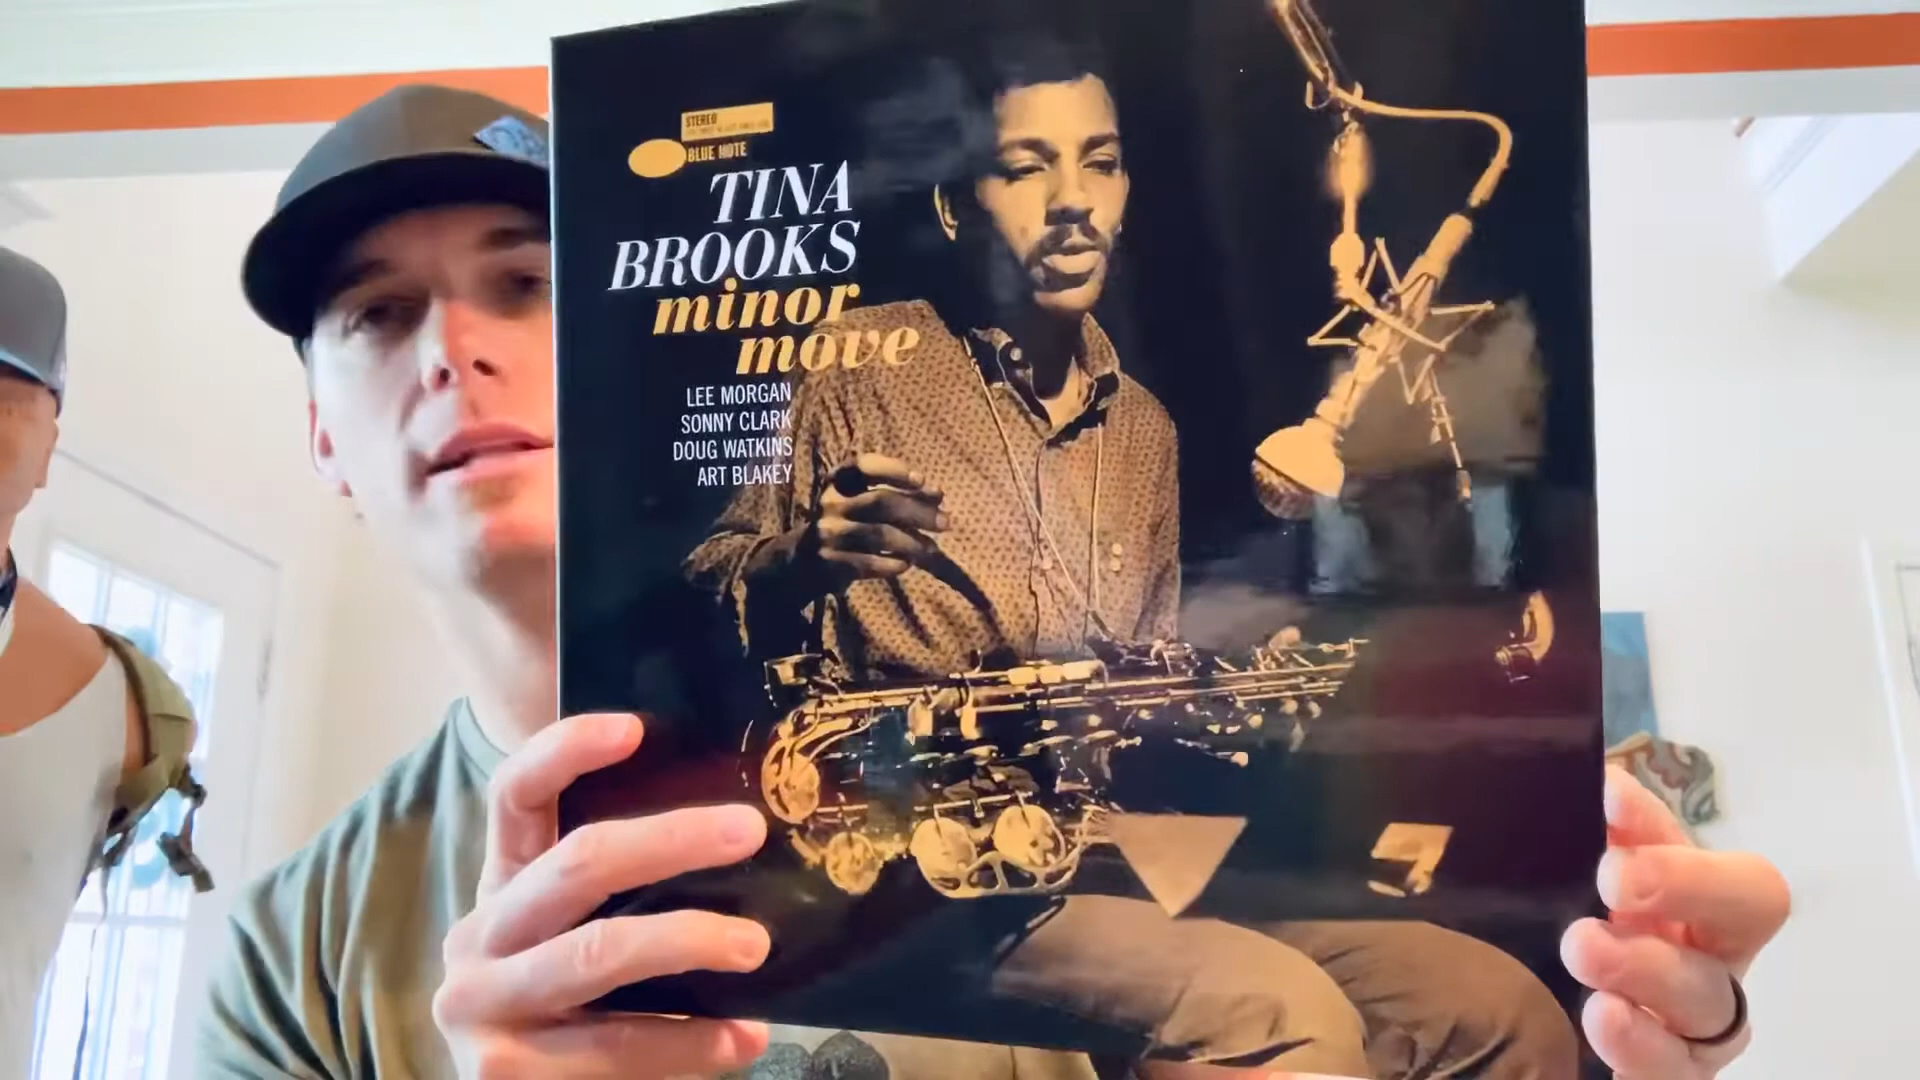 STEREO
BLUE NOTE
TINA
BROOKS
minor
move
LEE MORGAN
SONNY CLARK
DOUG WATKINS
ART BLAKEY